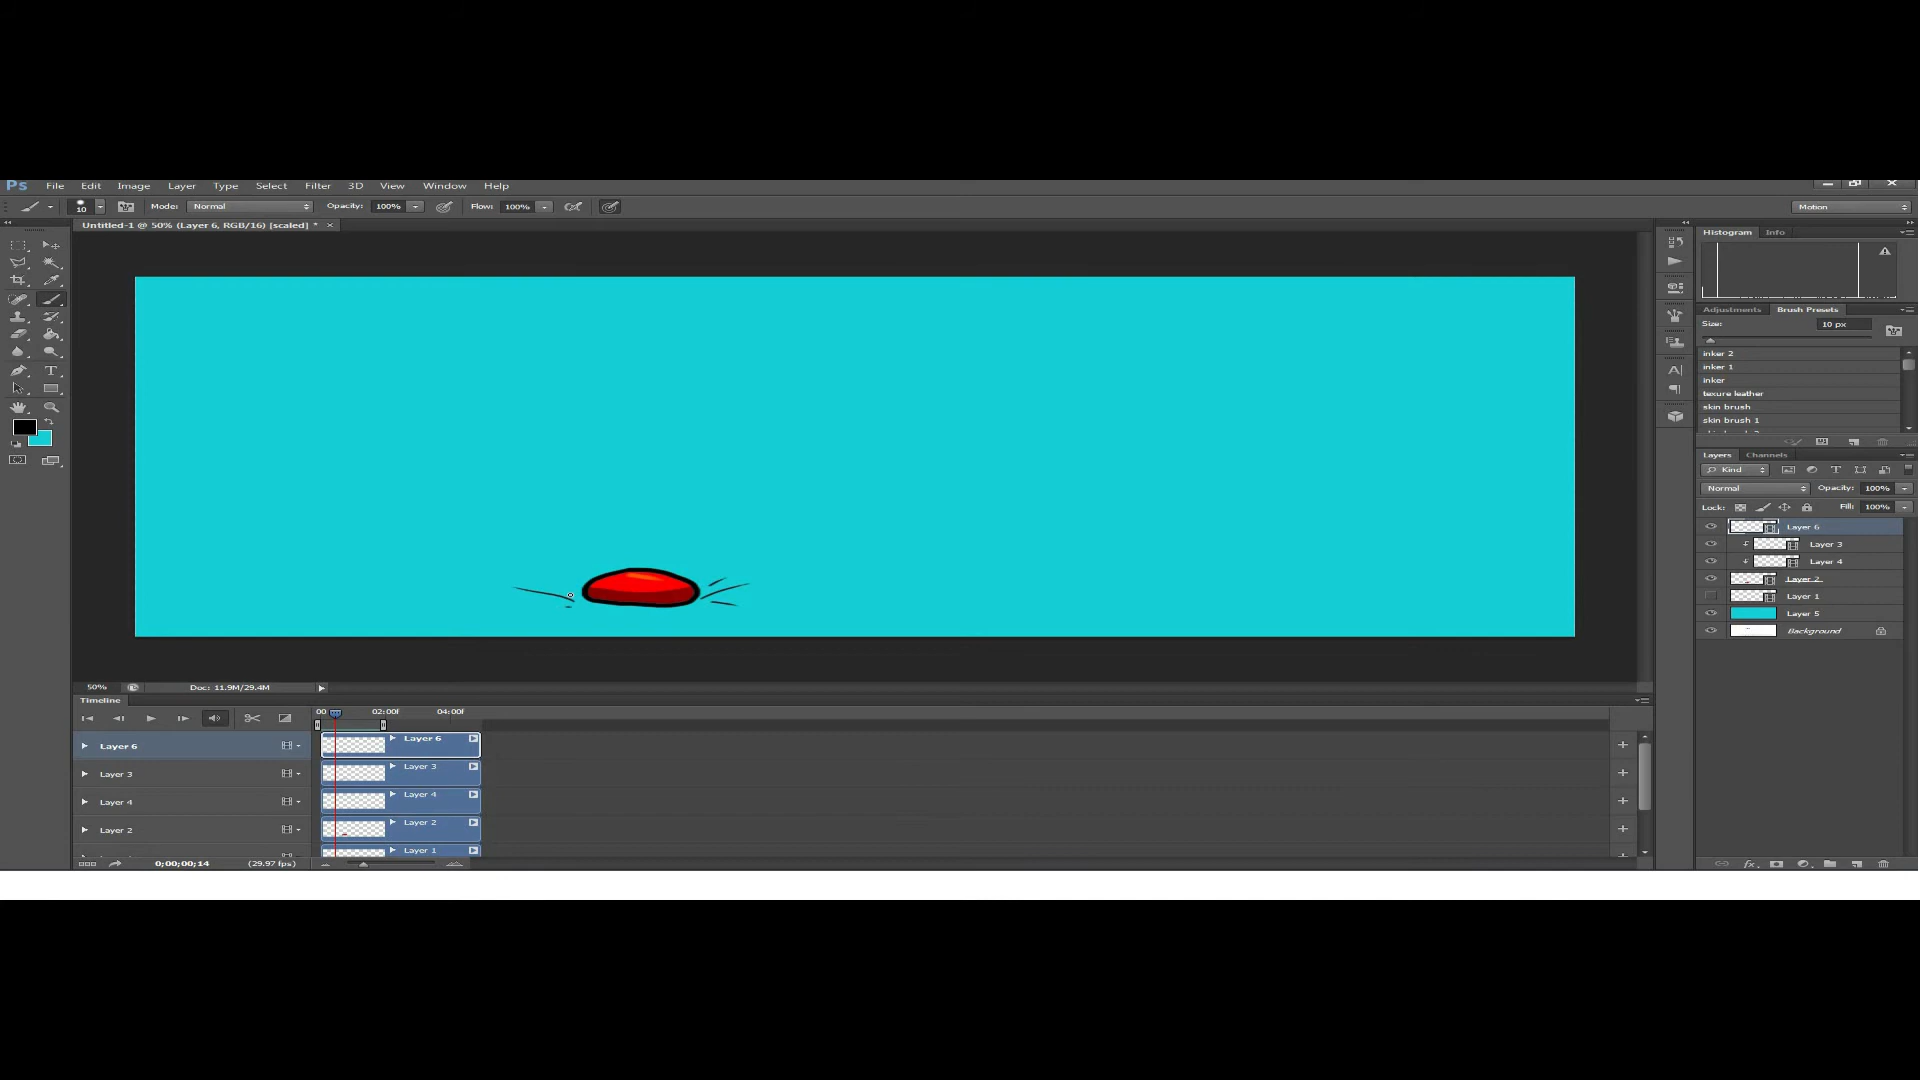 Ps File Edit Image Layer Type Select Filter 3D View Window Help
10 Mode: Normal Opacity: 100% Flow: 100% Motion
Untitled-1 @ 50% (Layer 6, RGB/16) [scaled] * ×
Histogram Info
Adjustments Brush Presets
Size: 10 px
inker 2
inker 1
inker
texure leather
skin brush
skin brush 1
Layers Channels
Kind
Normal Opacity: 100%
Lock: Fill: 100%
Layer 6
Layer 3
Layer 4
Layer 2
Layer 1
Layer 5
Background
50% Doc: 11.9M/29.4M
Timeline
00 02:00f 04:00f
Layer 6 Layer 6
Layer 3 Layer 3
Layer 4 Layer 4
Layer 2 Layer 2
Layer 1
0;00;00;14 (29.97 fps)